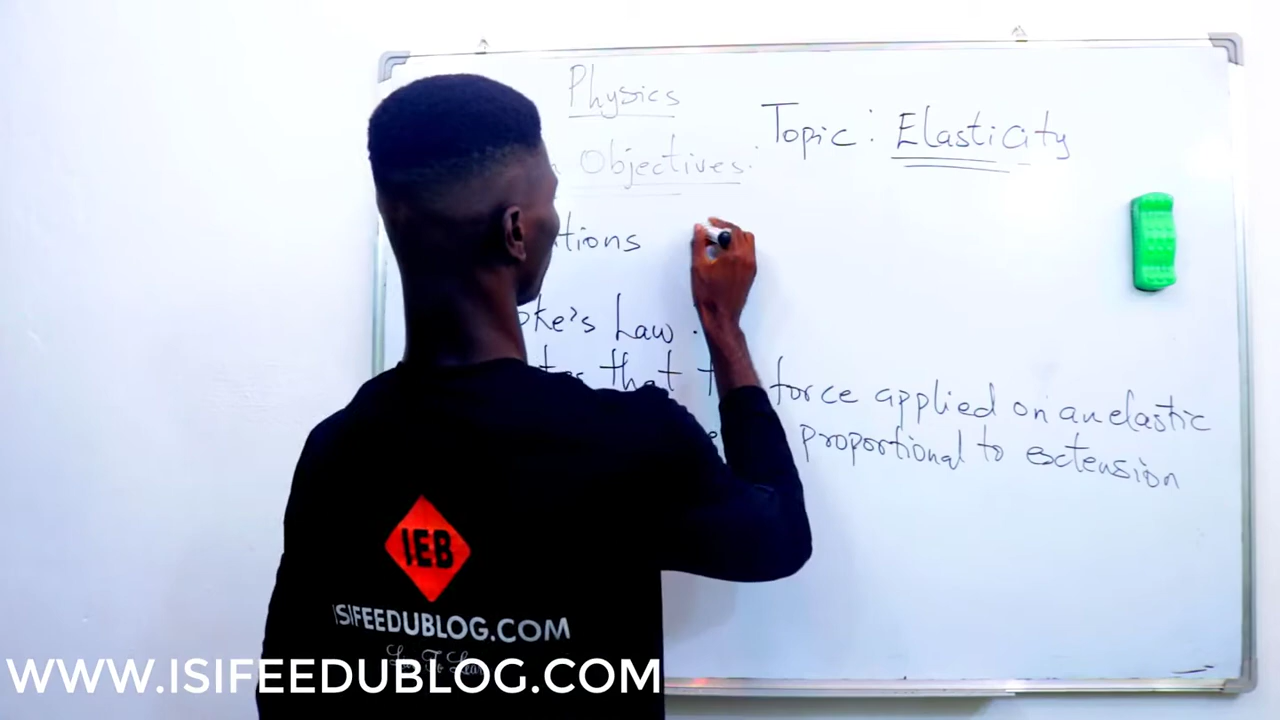 Physics
Topic: Elasticity
Objectives:
tions
oke's Law:
that force applied on an elastic
proportional to extension
IEB
ISIFEEDUBLOG.COM
WWW.ISIFEEDUBLOG.COM